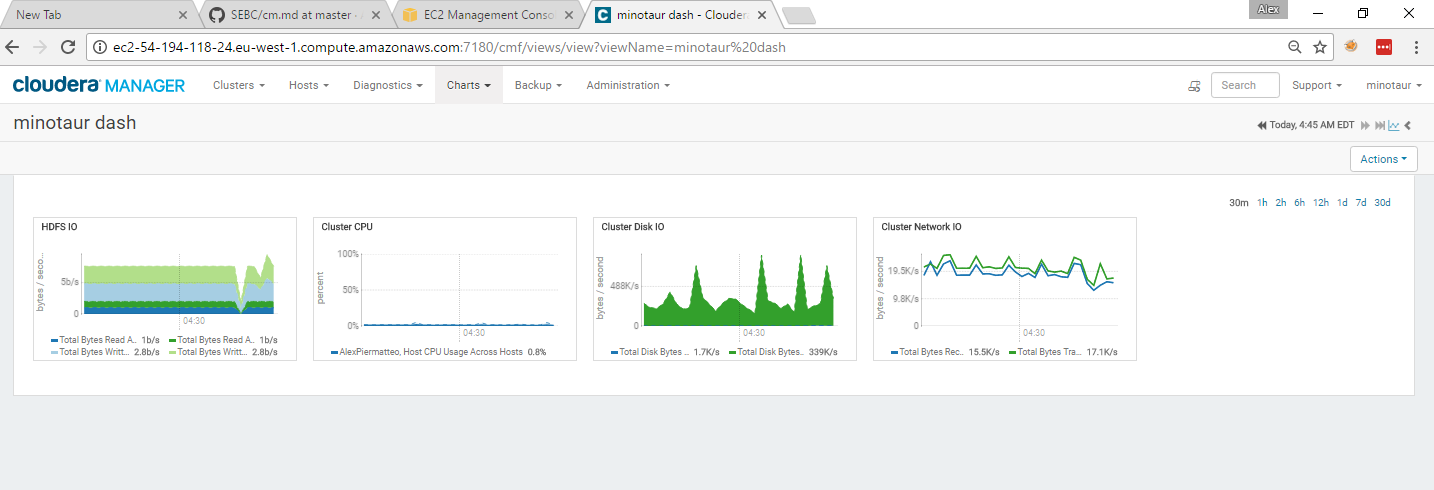 Alex
New Tab
SEBC/cm.md at master ·
EC2 Management Conso
minotaur dash - Cloudera
ec2-54-194-118-24.eu-west-1.compute.amazonaws.com:7180/cmf/views/view?viewName=minotaur%20dash
cloudera MANAGER Clusters Hosts Diagnostics Charts Backup Administration Search Support minotaur
minotaur dash
Today, 4:45 AM EDT
Actions
30m 1h 2h 6h 12h 1d 7d 30d
HDFS IO
bytes / seco...
5b/s
0
04:30
Total Bytes Read A.. 1b/s Total Bytes Read A.. 1b/s
Total Bytes Writt... 2.8b/s Total Bytes Writt... 2.8b/s
Cluster CPU
percent
100%
50%
0%
04:30
AlexPiermatteo, Host CPU Usage Across Hosts 0.8%
Cluster Disk IO
bytes / second
488K/s
0
04:30
Total Disk Bytes ... 1.7K/s Total Disk Bytes.. 339K/s
Cluster Network IO
bytes / second
19.5K/s
9.8K/s
0
04:30
Total Bytes Rec.. 15.5K/s Total Bytes Tra... 17.1K/s